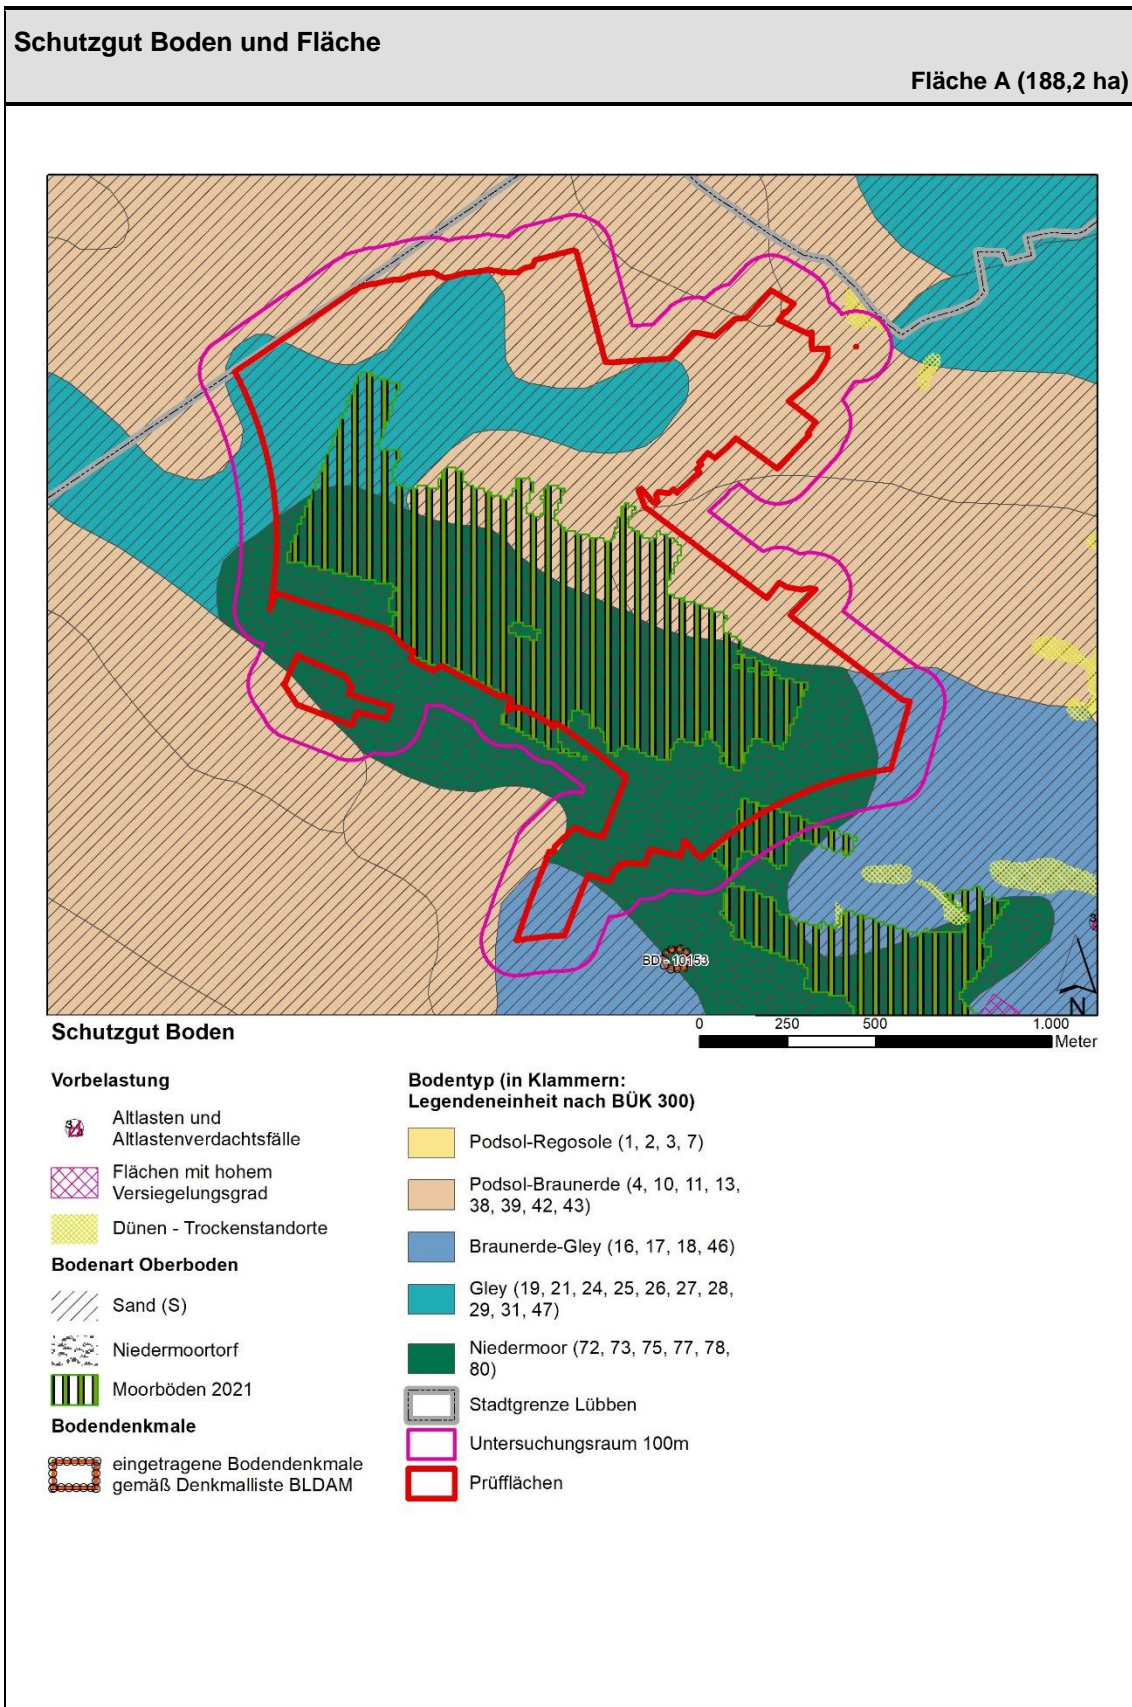 Schutzgut Boden und Fläche
Fläche A (188,2 ha)
BD - 10153
N
Schutzgut Boden
0 250 500 1.000
Meter
Vorbelastung
Altlasten und
Altlastenverdachtsfälle
Flächen mit hohem
Versiegelungsgrad
Dünen - Trockenstandorte
Bodenart Oberboden
Sand (S)
Niedermoortorf
Moorböden 2021
Bodendenkmale
eingetragene Bodendenkmale
gemäß Denkmalliste BLDAM
Bodentyp (in Klammern:
Legendeneinheit nach BÜK 300)
Podsol-Regosole (1, 2, 3, 7)
Podsol-Braunerde (4, 10, 11, 13,
38, 39, 42, 43)
Braunerde-Gley (16, 17, 18, 46)
Gley (19, 21, 24, 25, 26, 27, 28,
29, 31, 47)
Niedermoor (72, 73, 75, 77, 78,
80)
Stadtgrenze Lübben
Untersuchungsraum 100m
Prüfflächen